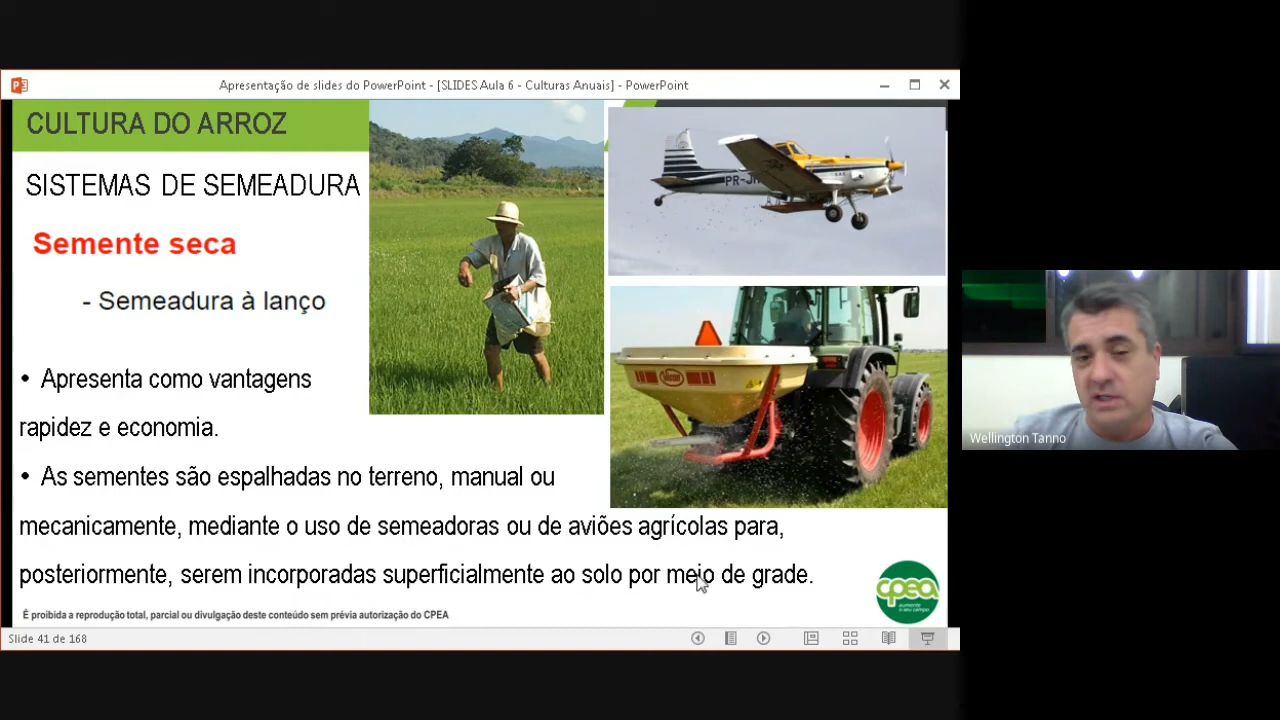 Apresentação de slides do PowerPoint - [SLIDES Aula 6 - Culturas Anuais] - PowerPoint
CULTURA DO ARROZ
SISTEMAS DE SEMEADURA
Semente seca
- Semeadura à lanço
• Apresenta como vantagens
rapidez e economia.
• As sementes são espalhadas no terreno, manual ou
mecanicamente, mediante o uso de semeadoras ou de aviões agrícolas para,
posteriormente, serem incorporadas superficialmente ao solo por meio de grade.
É proibida a reprodução total, parcial ou divulgação deste conteúdo sem prévia autorização do CPEA
cpea
aumente
o seu campo
Slide 41 de 168
Wellington Tanno